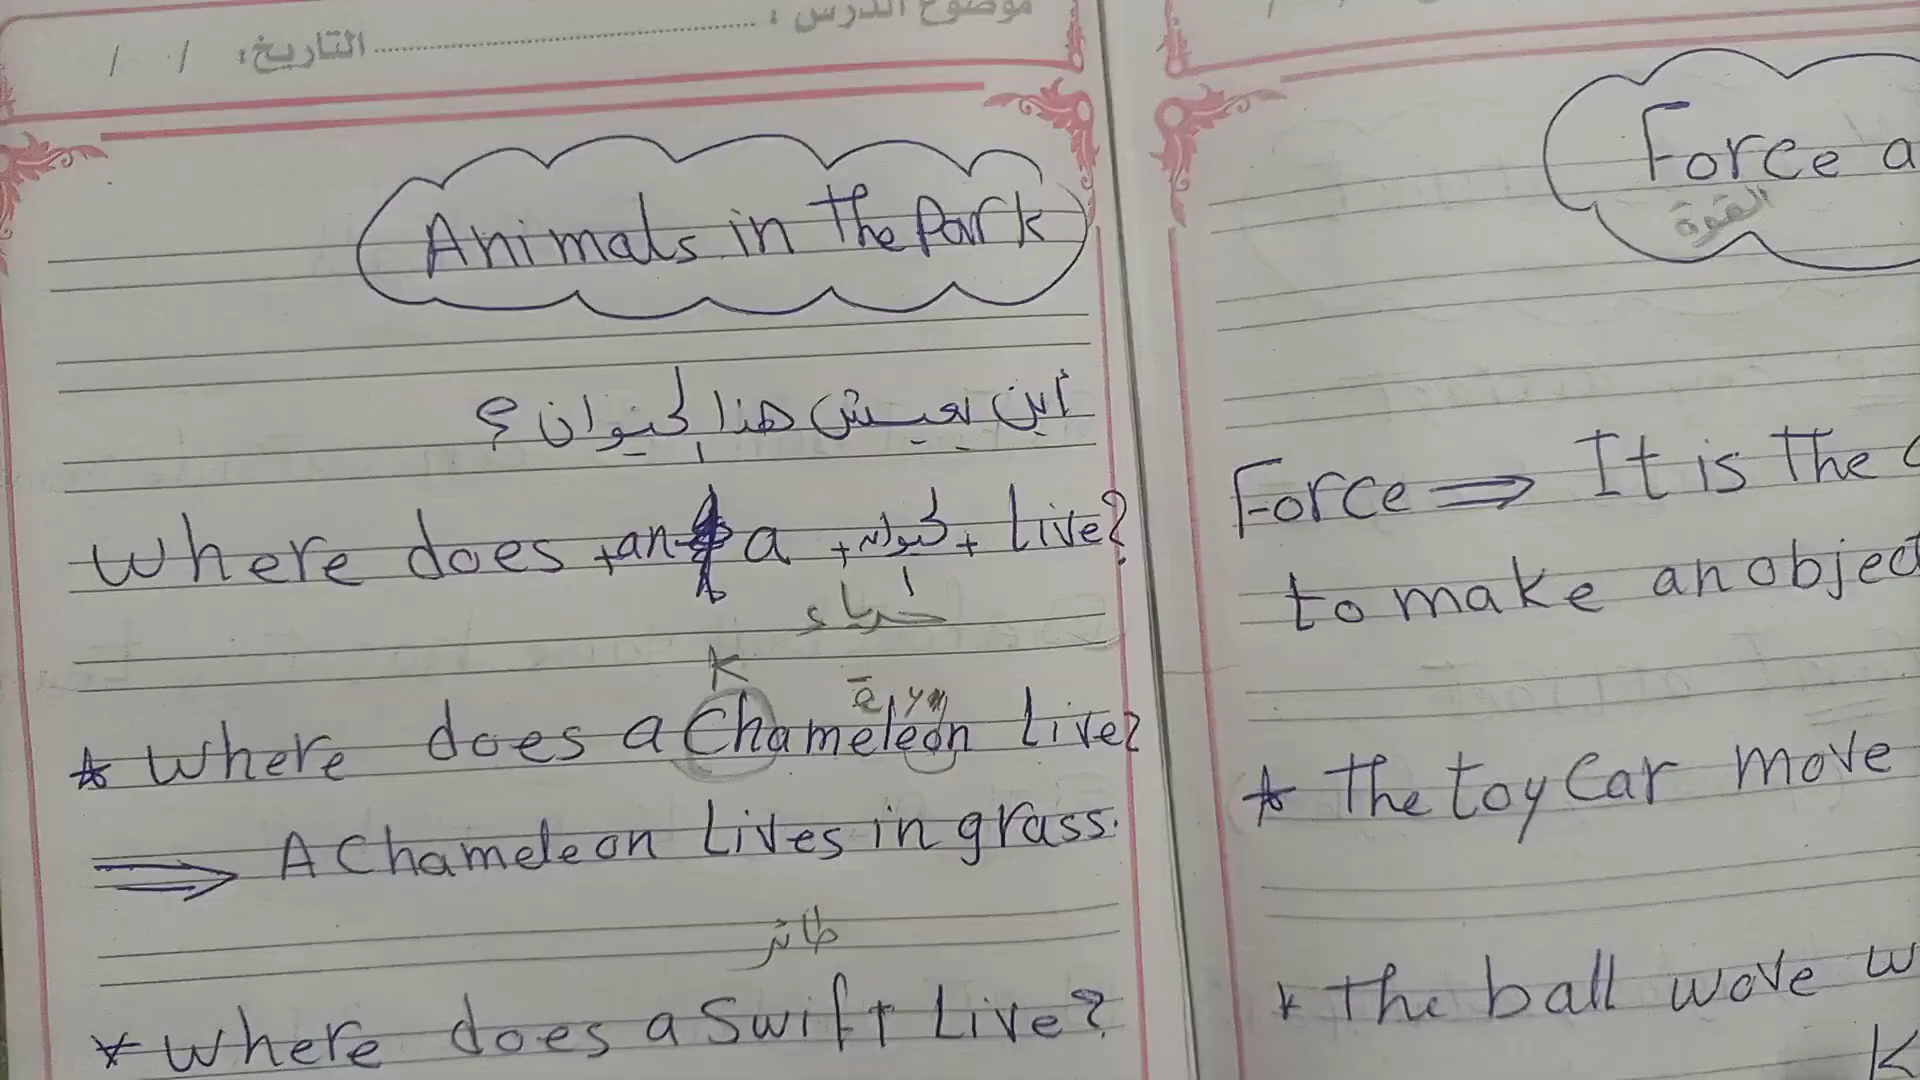 موضوع الدرس :
التاريخ: / /
Animals in the Park
أين يعيش هذا الحيوان ؟
Where does + an a + الحيوان + Live?
حرباء
K
ē
Where does a Chameleon Live?
⇒ A Chameleon Lives in grass.
طائر
Where does a Swift Live?
Force a
القوة
Force ⇒ It is the
to make an object
The toy Car move
The ball wove w
K